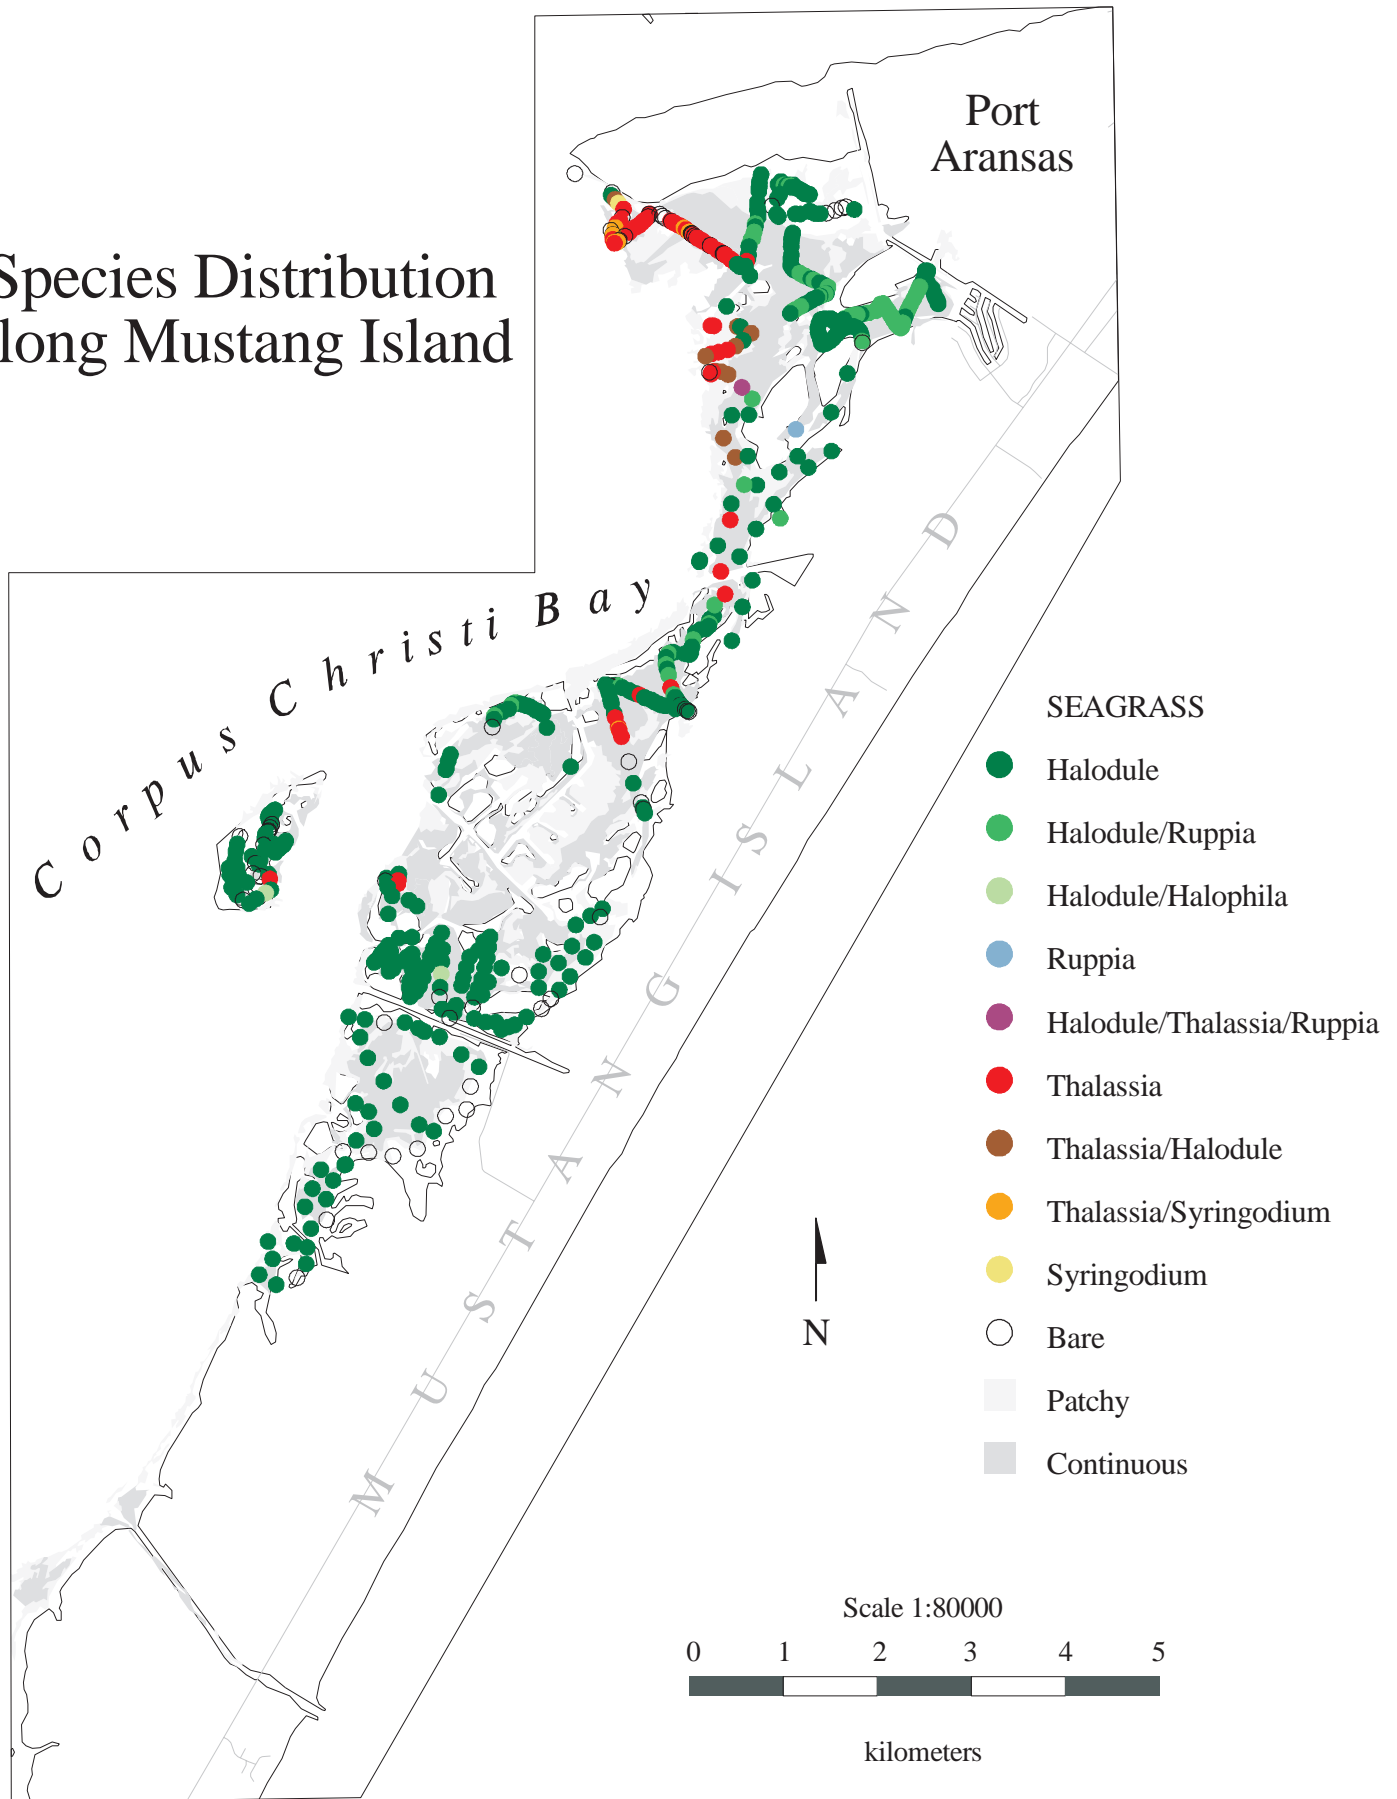 Species Distribution
long Mustang Island
Port
Aransas
Corpus Christi Bay
MUSTANG ISLAND
SEAGRASS
Halodule
Halodule/Ruppia
Halodule/Halophila
Ruppia
Halodule/Thalassia/Ruppia
Thalassia
Thalassia/Halodule
Thalassia/Syringodium
Syringodium
Bare
Patchy
Continuous
N
Scale 1:80000
0 1 2 3 4 5
kilometers